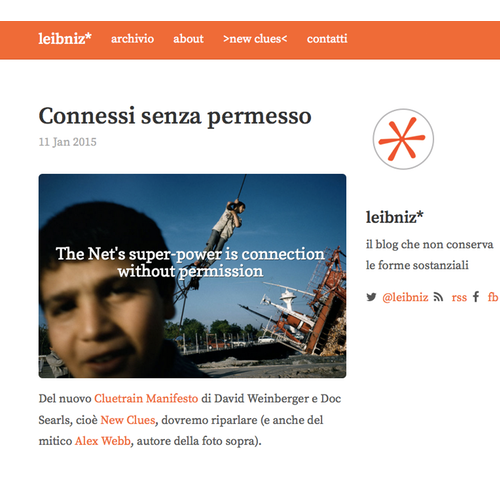 leibniz* archivio about >new clues< contatti
Connessi senza permesso
11 Jan 2015
The Net's super-power is connection
without permission
Del nuovo Cluetrain Manifesto di David Weinberger e Doc
Searls, cioè New Clues, dovremo riparlare (e anche del
mitico Alex Webb, autore della foto sopra).
leibniz*
il blog che non conserva
le forme sostanziali
@leibniz rss fb